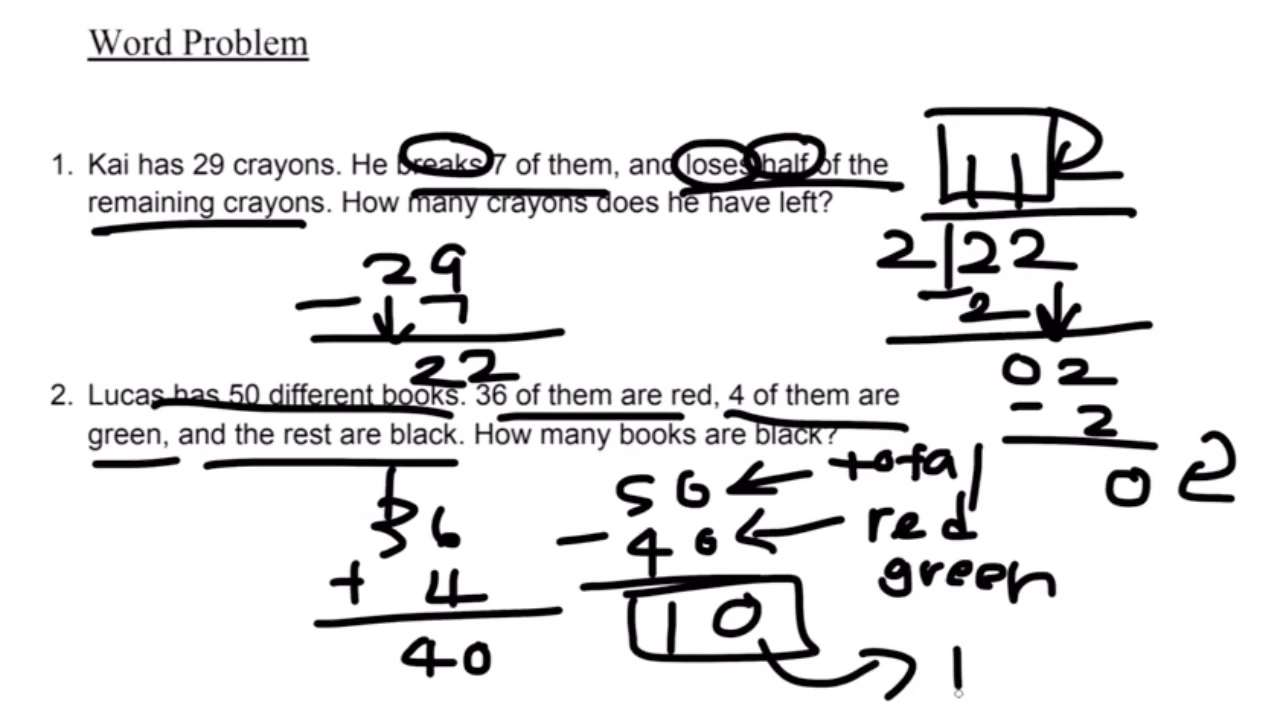 Word Problem
1. Kai has 29 crayons. He breaks 7 of them, and loses half of the
remaining crayons. How many crayons does he have left?
29
- 7
22
11
2 22
- 2
02
- 2
0
2. Lucas has 50 different books. 36 of them are red, 4 of them are
green, and the rest are black. How many books are black?
36
+ 4
40
50 total
- 40 red
green
10